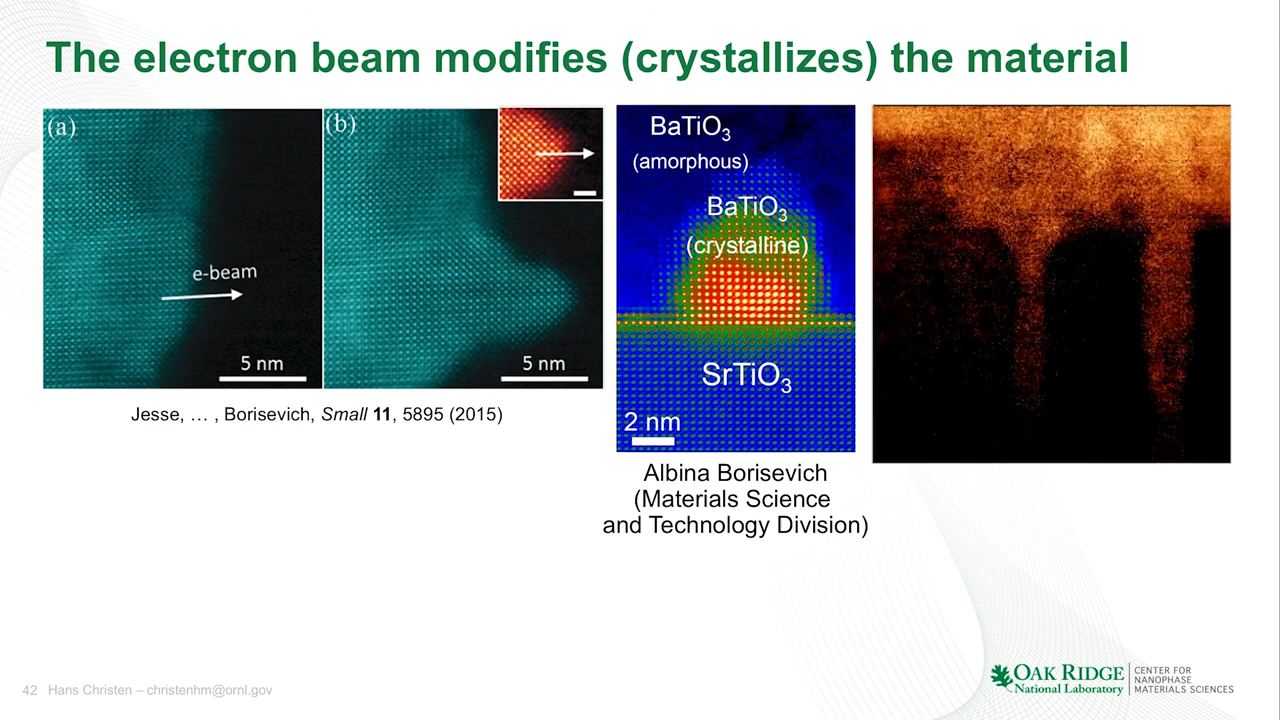 The electron beam modifies (crystallizes) the material
(a)
e-beam
5 nm
(b)
5 nm
Jesse, … , Borisevich, Small 11, 5895 (2015)
BaTiO3
(amorphous)
BaTiO3
(crystalline)
SrTiO3
2 nm
Albina Borisevich
(Materials Science
and Technology Division)
42 Hans Christen – christenhm@ornl.gov
OAK RIDGE
National Laboratory
CENTER FOR
NANOPHASE
MATERIALS SCIENCES